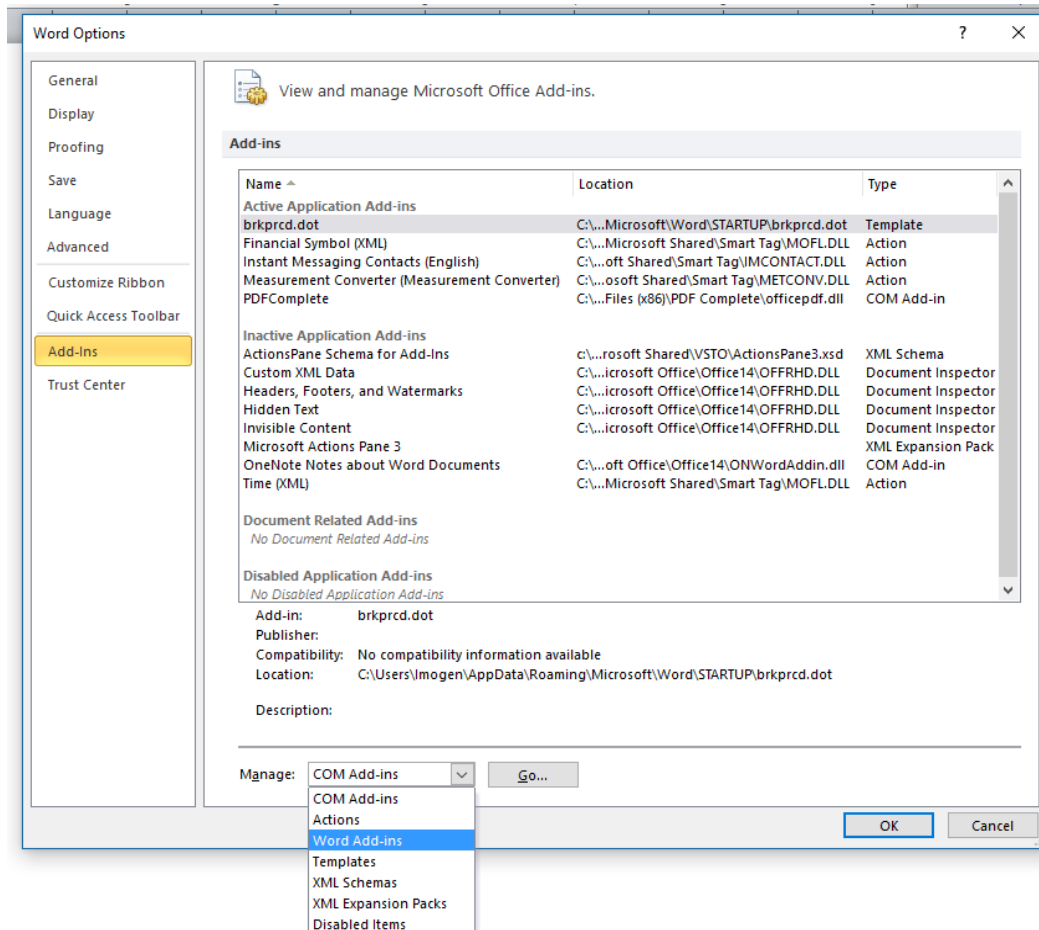 Word Options
?
General
Display
Proofing
Save
Language
Advanced
Customize Ribbon
Quick Access Toolbar
Add-Ins
Trust Center
View and manage Microsoft Office Add-ins.
Add-ins
Name Location Type
Active Application Add-ins
brkprcd.dot C:\...Microsoft\Word\STARTUP\brkprcd.dot Template
Financial Symbol (XML) C:\...Microsoft Shared\Smart Tag\MOFL.DLL Action
Instant Messaging Contacts (English) C:\...oft Shared\Smart Tag\IMCONTACT.DLL Action
Measurement Converter (Measurement Converter) C:\...osoft Shared\Smart Tag\METCONV.DLL Action
PDFComplete C:\...Files (x86)\PDF Complete\officepdf.dll COM Add-in
Inactive Application Add-ins
ActionsPane Schema for Add-Ins c:\...rosoft Shared\VSTO\ActionsPane3.xsd XML Schema
Custom XML Data C:\...icrosoft Office\Office14\OFFRHD.DLL Document Inspector
Headers, Footers, and Watermarks C:\...icrosoft Office\Office14\OFFRHD.DLL Document Inspector
Hidden Text C:\...icrosoft Office\Office14\OFFRHD.DLL Document Inspector
Invisible Content C:\...icrosoft Office\Office14\OFFRHD.DLL Document Inspector
Microsoft Actions Pane 3 XML Expansion Pack
OneNote Notes about Word Documents C:\...oft Office\Office14\ONWordAddin.dll COM Add-in
Time (XML) C:\...Microsoft Shared\Smart Tag\MOFL.DLL Action
Document Related Add-ins
No Document Related Add-ins
Disabled Application Add-ins
No Disabled Application Add-ins
Add-in: brkprcd.dot
Publisher:
Compatibility: No compatibility information available
Location: C:\Users\Imogen\AppData\Roaming\Microsoft\Word\STARTUP\brkprcd.dot
Description:
Manage: COM Add-ins Go...
COM Add-ins
Actions
Word Add-ins
Templates
XML Schemas
XML Expansion Packs
Disabled Items
OK Cancel